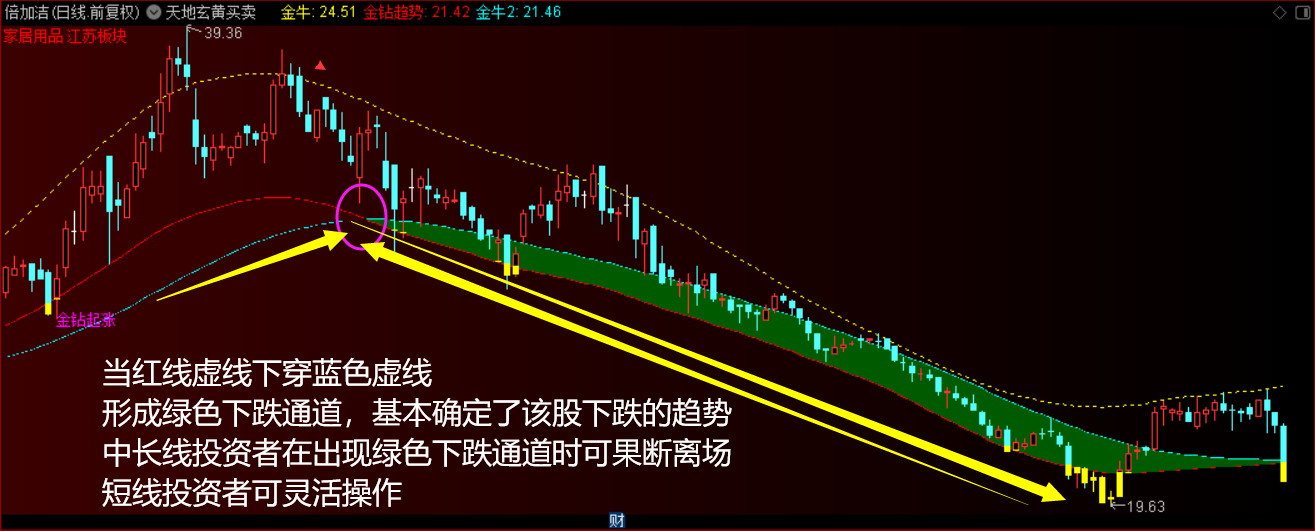 倍加洁(日线.前复权) 天地玄黄买卖 金牛: 24.51 金钻趋势: 21.42 金牛2: 21.46
家居用品 江苏板块
39.36
金钻起涨
当红线虚线下穿蓝色虚线
形成绿色下跌通道，基本确定了该股下跌的趋势
中长线投资者在出现绿色下跌通道时可果断离场
短线投资者可灵活操作
19.63
财